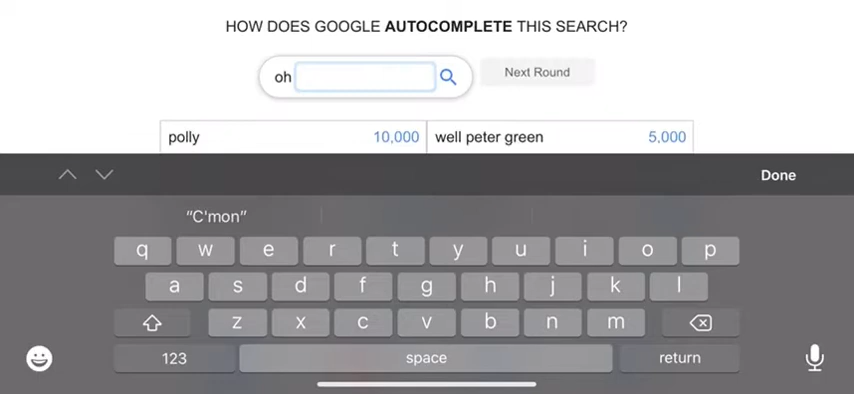 HOW DOES GOOGLE AUTOCOMPLETE THIS SEARCH?
oh
Next Round
polly 10,000 well peter green 5,000
Done
"C'mon"
q w e r t y u i o p
a s d f g h j k l
z x c v b n m
123 space return